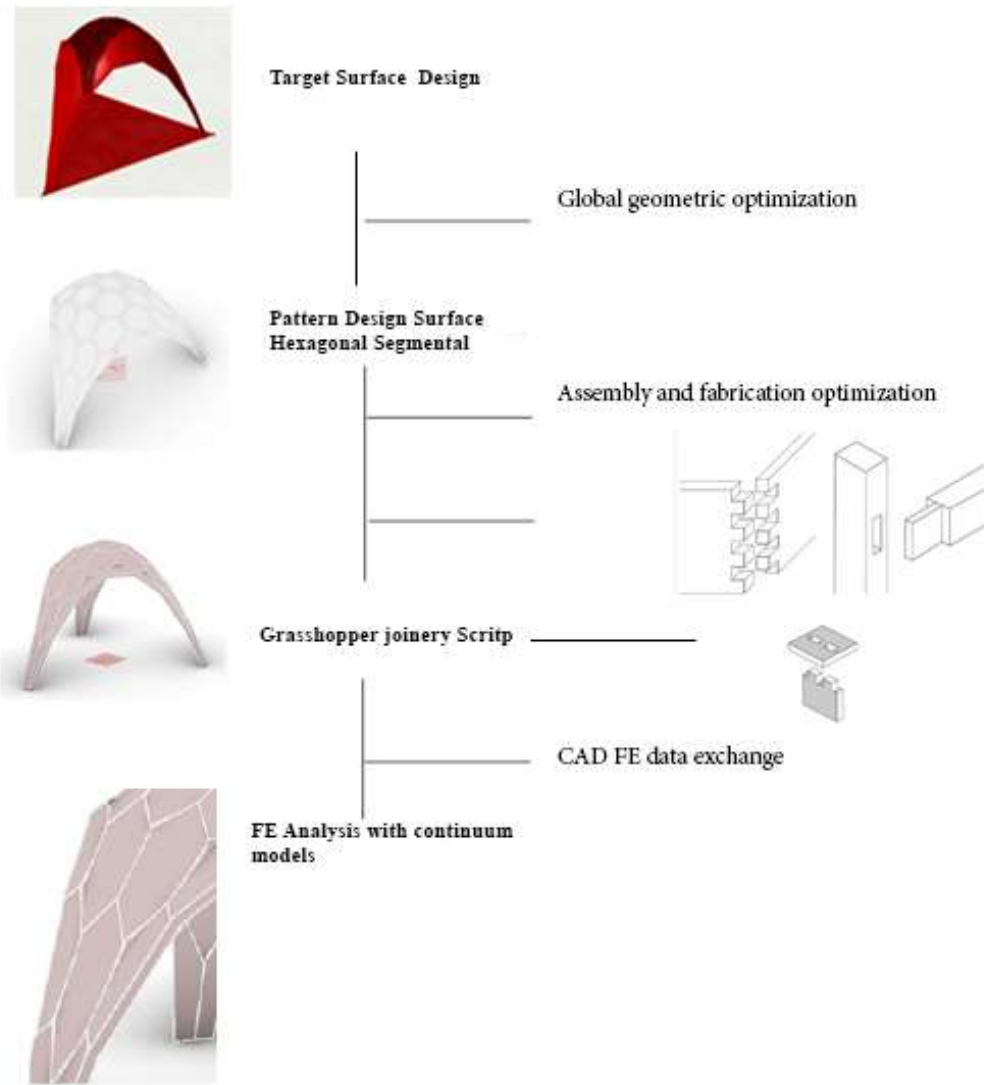 Target Surface Design
Global geometric optimization
Pattern Design Surface
Hexagonal Segmental
Assembly and fabrication optimization
Grasshopper joinery Scritp
CAD FE data exchange
FE Analysis with continuum
models